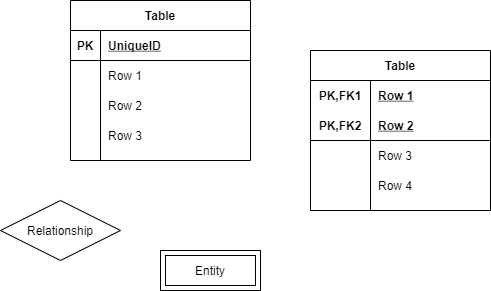 Table
PK UniqueID
Row 1
Row 2
Row 3
Table
PK,FK1 Row 1
PK,FK2 Row 2
Row 3
Row 4
Relationship
Entity